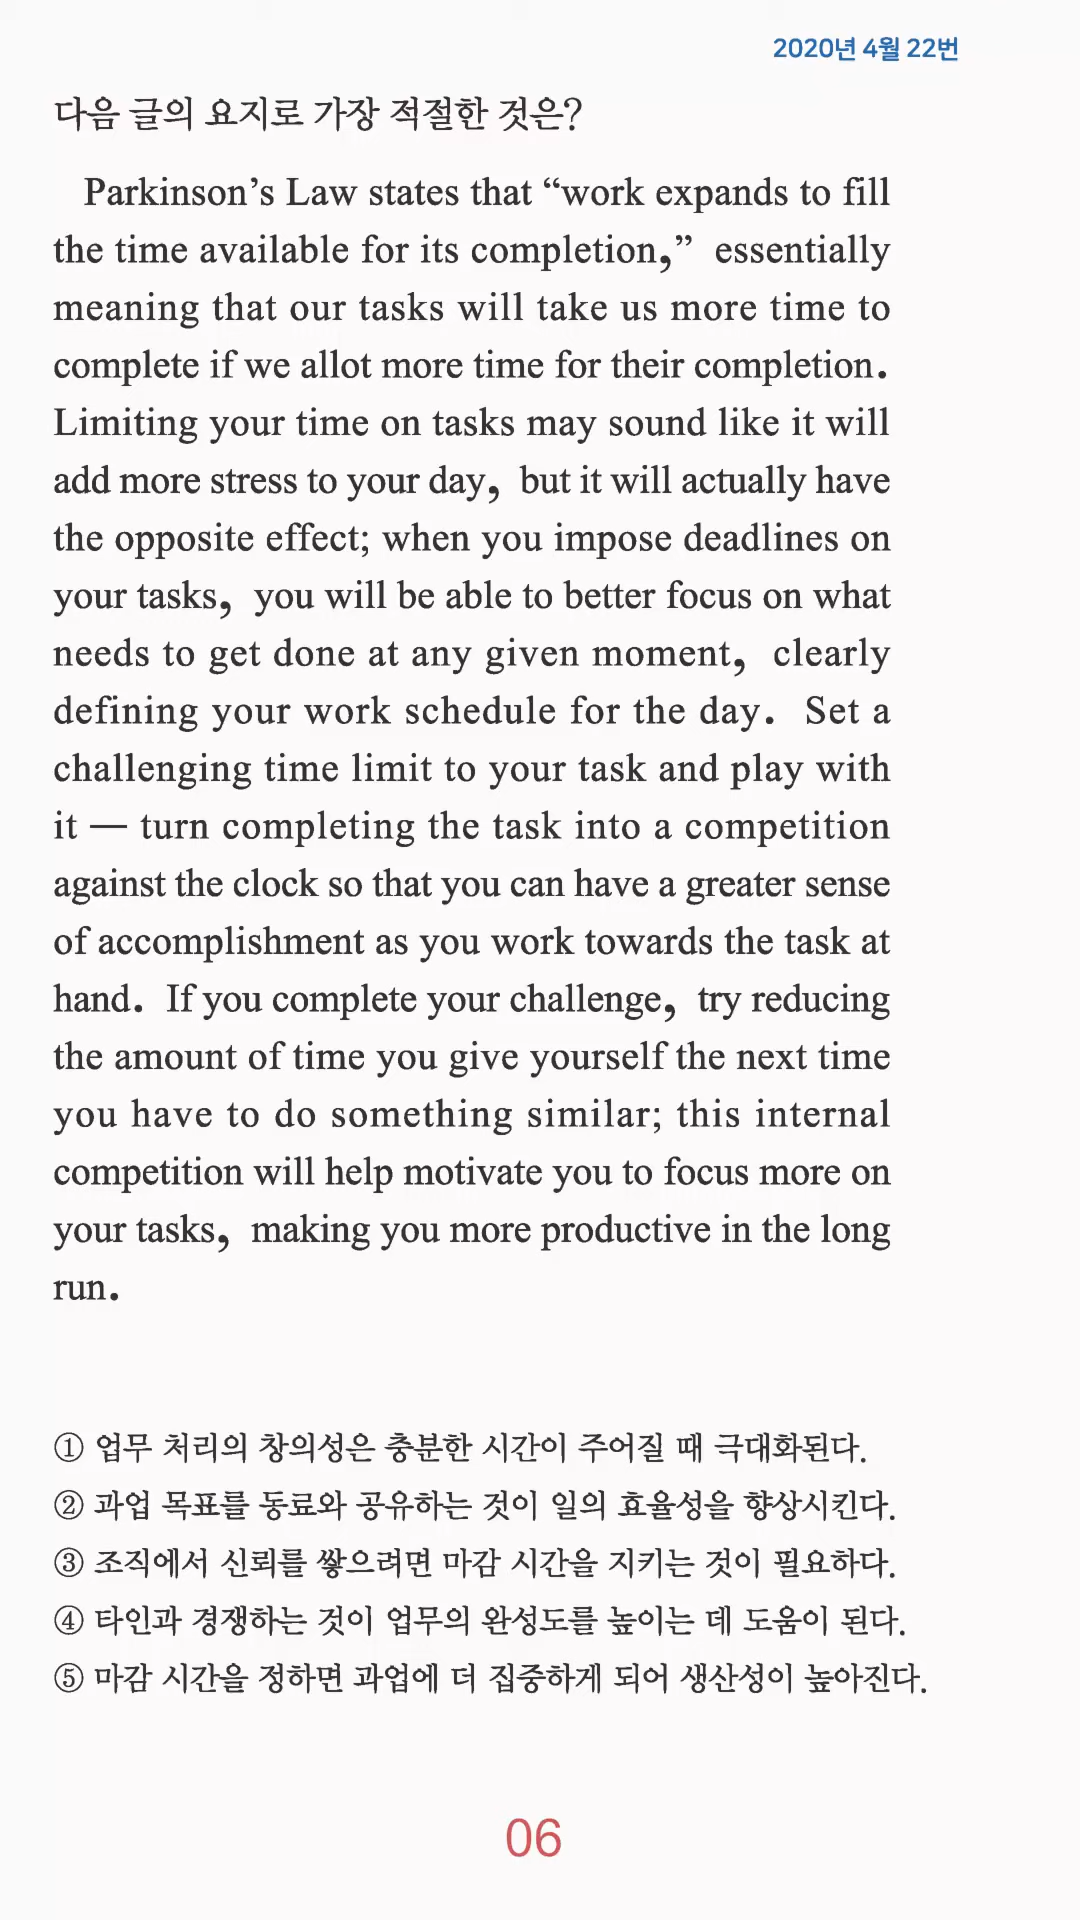 2020년 4월 22번
다음 글의 요지로 가장 적절한 것은?
Parkinson’s Law states that “work expands to fill
the time available for its completion,” essentially
meaning that our tasks will take us more time to
complete if we allot more time for their completion.
Limiting your time on tasks may sound like it will
add more stress to your day, but it will actually have
the opposite effect; when you impose deadlines on
your tasks, you will be able to better focus on what
needs to get done at any given moment, clearly
defining your work schedule for the day. Set a
challenging time limit to your task and play with
it — turn completing the task into a competition
against the clock so that you can have a greater sense
of accomplishment as you work towards the task at
hand. If you complete your challenge, try reducing
the amount of time you give yourself the next time
you have to do something similar; this internal
competition will help motivate you to focus more on
your tasks, making you more productive in the long
run.
① 업무 처리의 창의성은 충분한 시간이 주어질 때 극대화된다.
② 과업 목표를 동료와 공유하는 것이 일의 효율성을 향상시킨다.
③ 조직에서 신뢰를 쌓으려면 마감 시간을 지키는 것이 필요하다.
④ 타인과 경쟁하는 것이 업무의 완성도를 높이는 데 도움이 된다.
⑤ 마감 시간을 정하면 과업에 더 집중하게 되어 생산성이 높아진다.
06